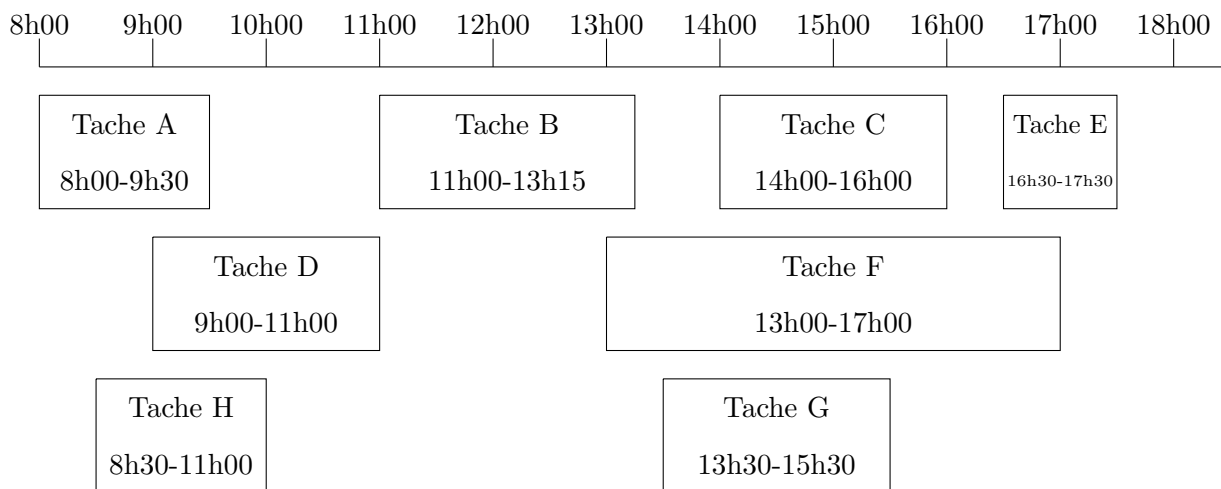 8h00 9h00 10h00 11h00 12h00 13h00 14h00 15h00 16h00 17h00 18h00
Tache A
8h00-9h30
Tache B
11h00-13h15
Tache C
14h00-16h00
Tache E
16h30-17h30
Tache D
9h00-11h00
Tache F
13h00-17h00
Tache H
8h30-11h00
Tache G
13h30-15h30